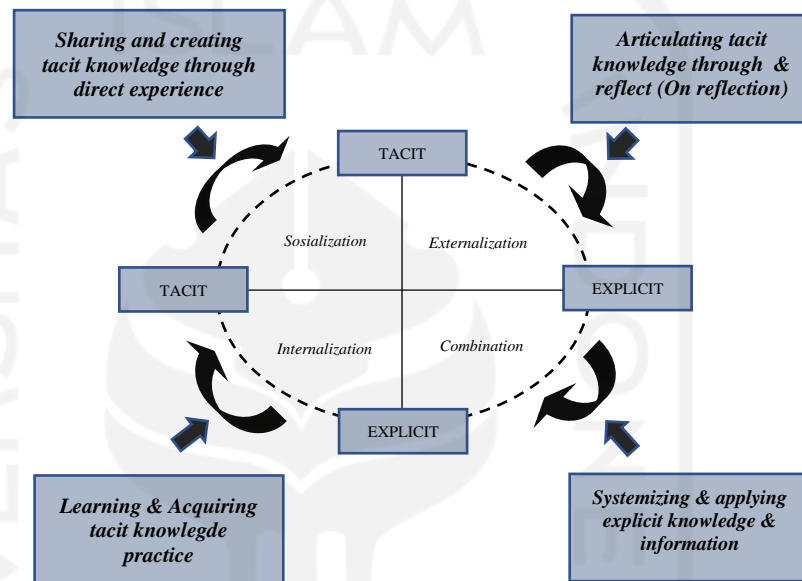 Sharing and creating
tacit knowledge through
direct experience
Articulating tacit
knowledge through &
reflect (On reflection)
TACIT
Sosialization
Externalization
TACIT
EXPLICIT
Internalization
Combination
EXPLICIT
Learning & Acquiring
tacit knowlegde
practice
Systemizing & applying
explicit knowledge &
information
ISLAM